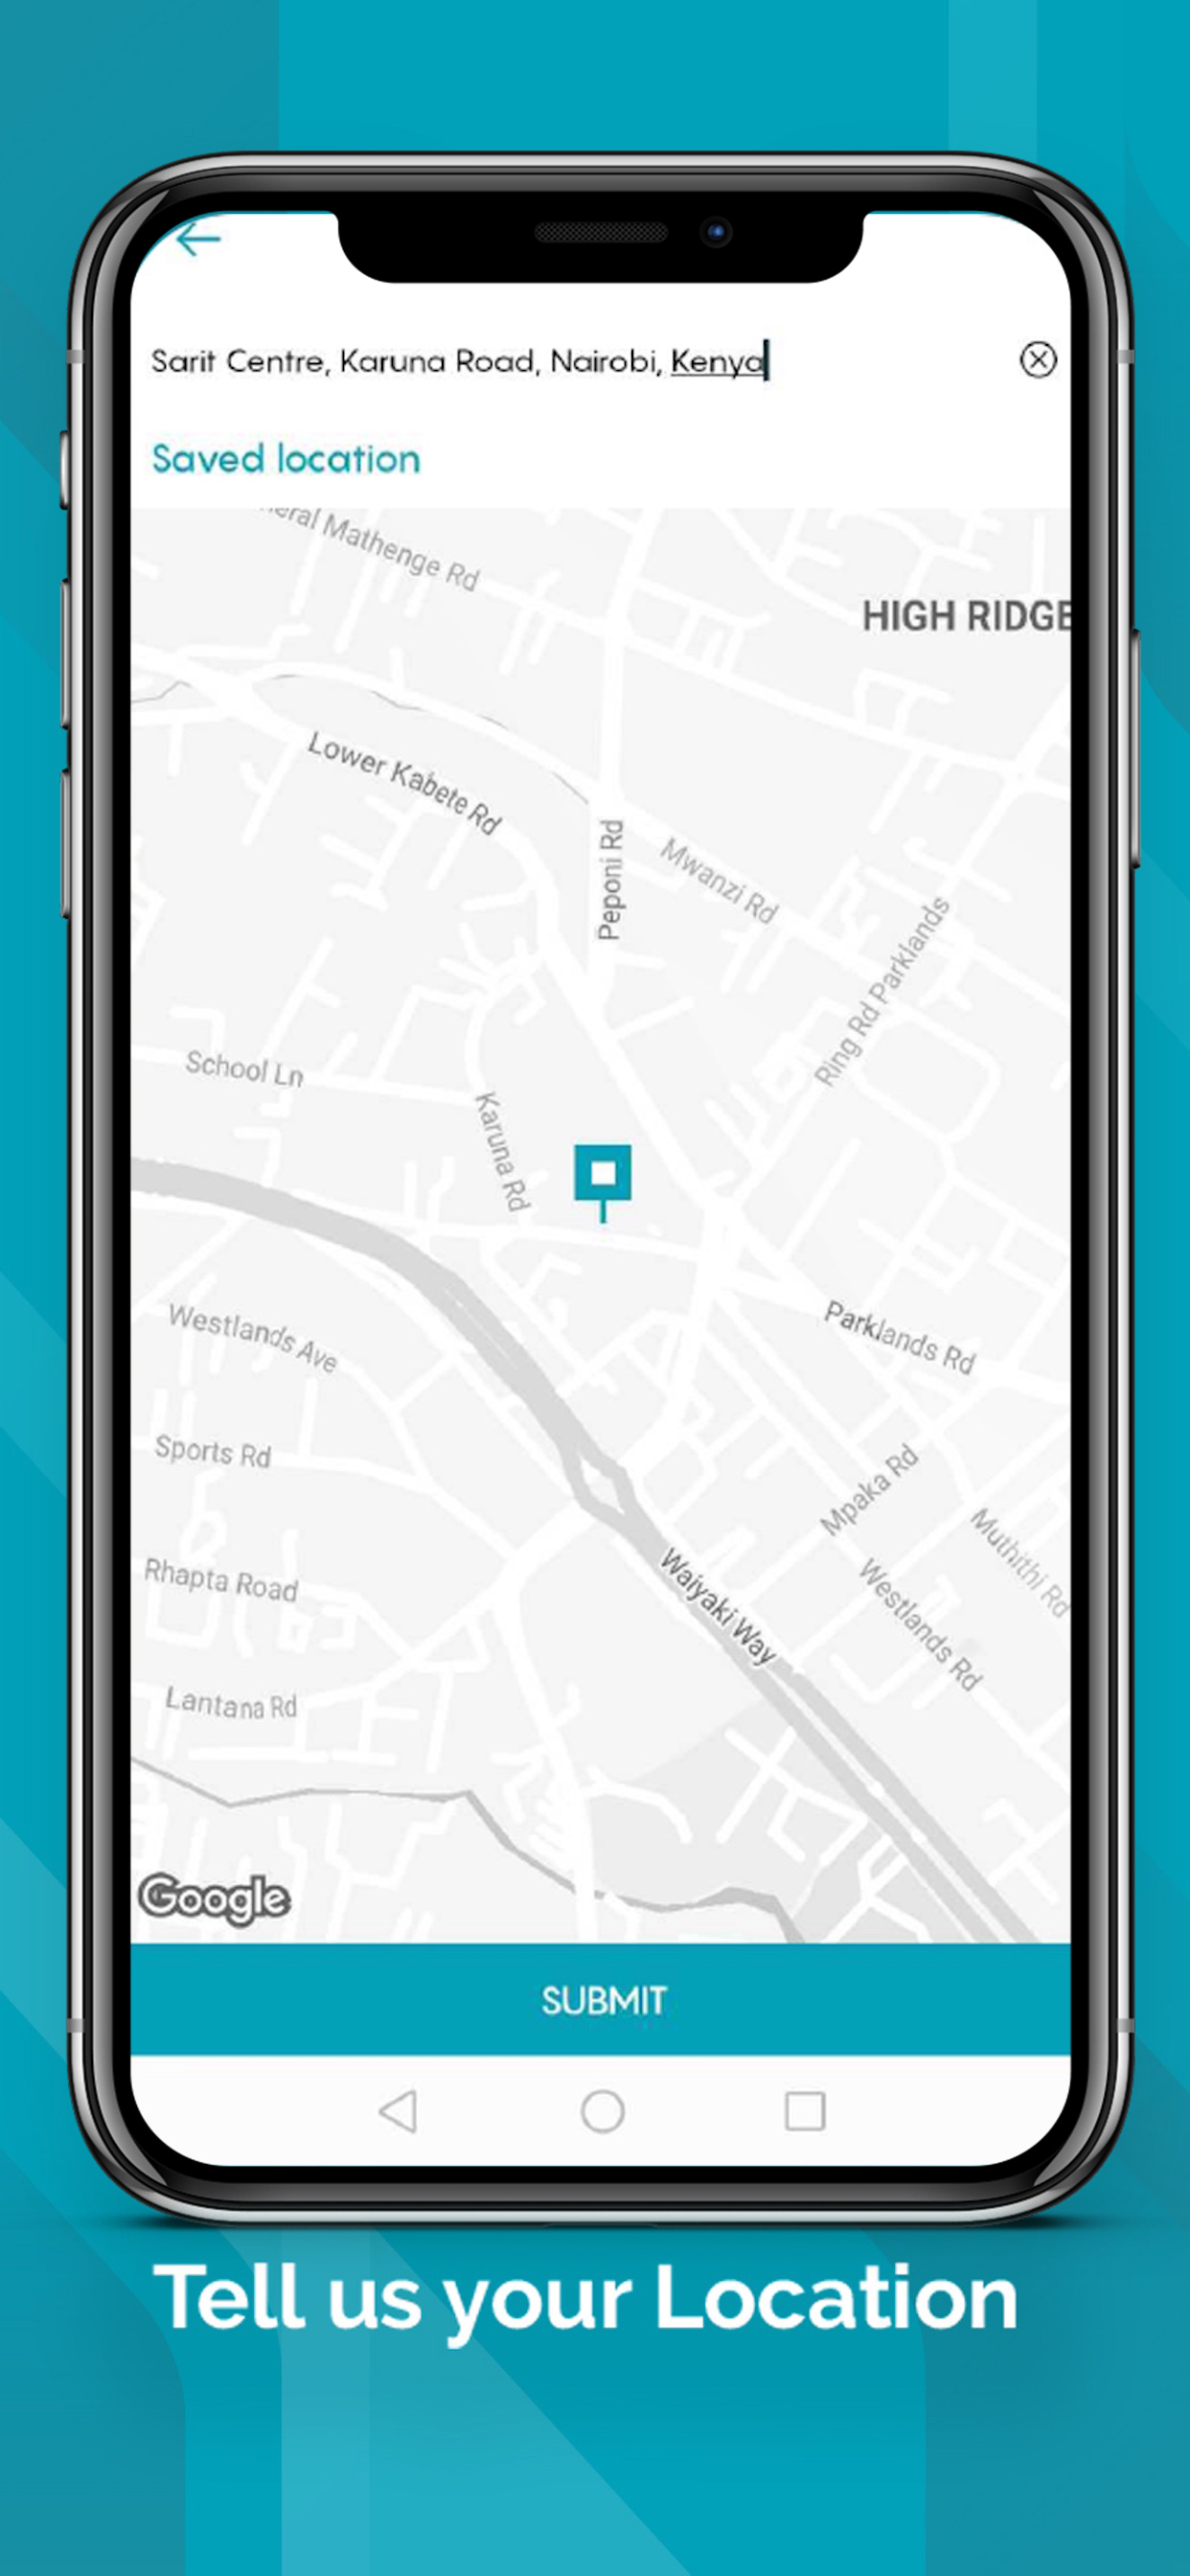 Sarit Centre, Karuna Road, Nairobi, Kenya
Saved location
Mathenge Rd
HIGH RIDGE
Lower Kabete Rd
Peponi Rd
Mwanzi Rd
Ring Rd Parklands
School Ln
Karuna Rd
Westlands Ave
Parklands Rd
Sports Rd
Mpaka Rd
Muthithi Rd
Rhapta Road
Waiyaki Way
Westlands Rd
Lantana Rd
Google
SUBMIT
Tell us your Location